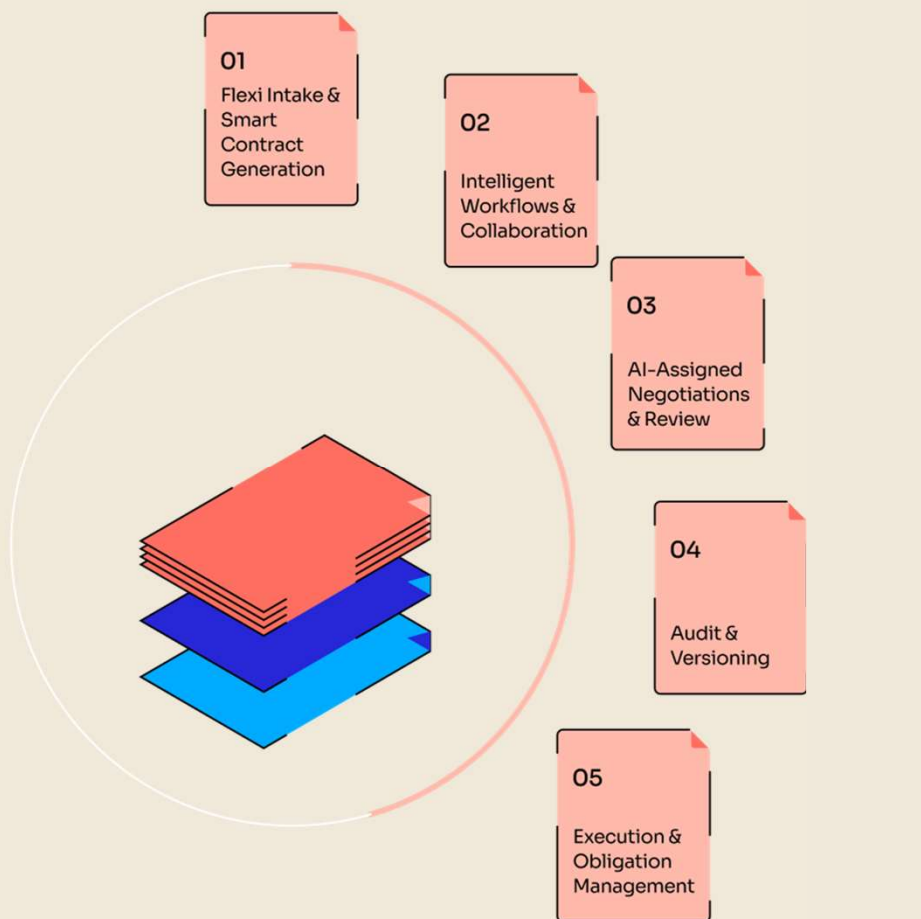 01
Flexi Intake &
Smart
Contract
Generation
02
Intelligent
Workflows &
Collaboration
03
AI-Assigned
Negotiations
& Review
04
Audit &
Versioning
05
Execution &
Obligation
Management